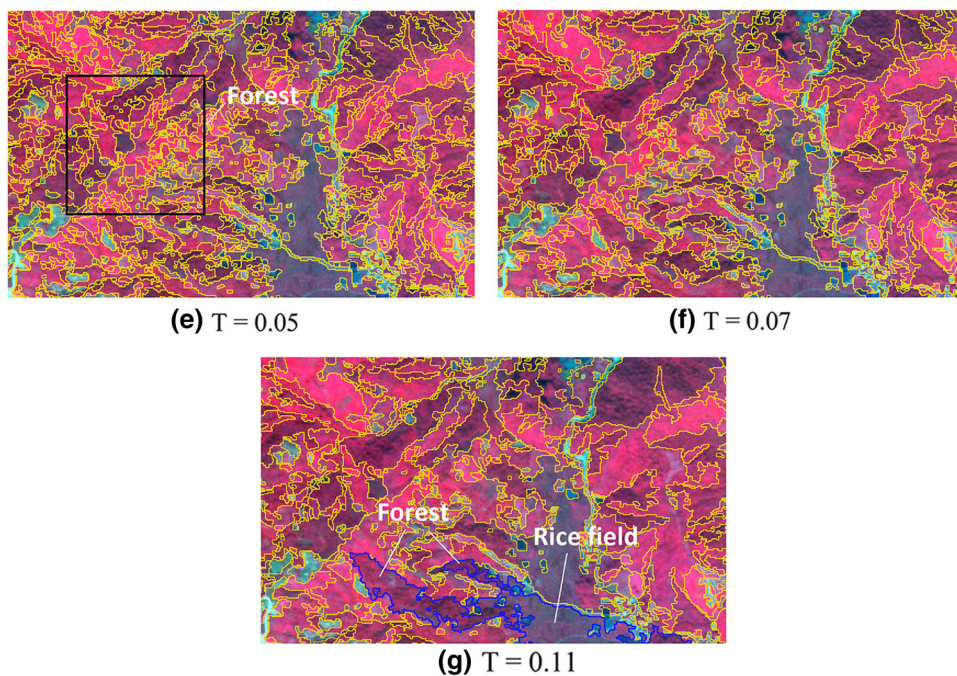 Forest
(e) T = 0.05
(f) T = 0.07
Forest
Rice field
(g) T = 0.11